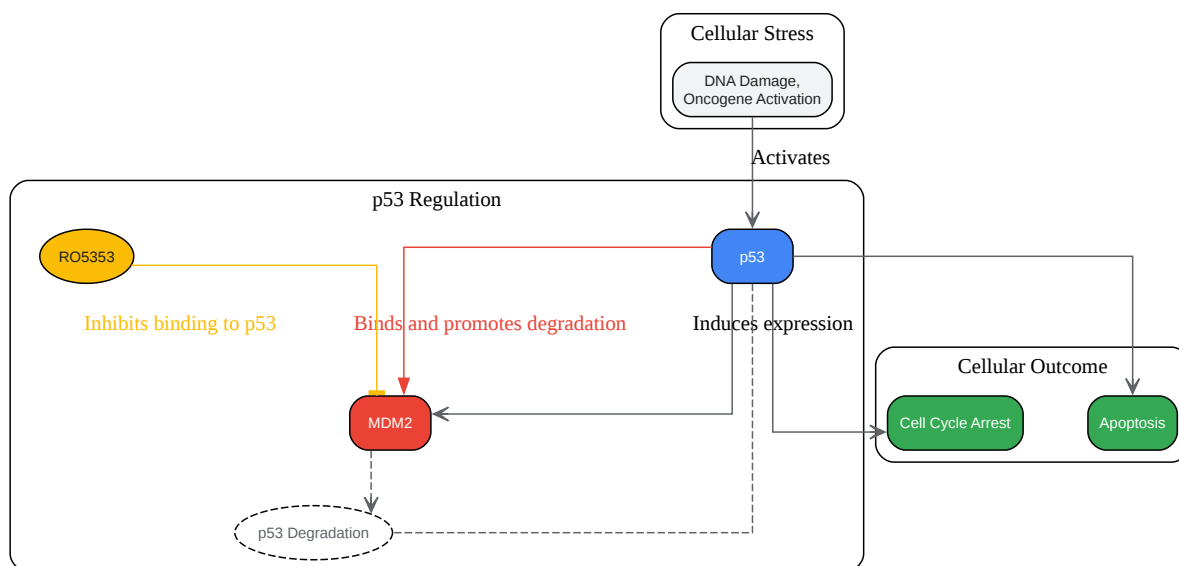 Cellular Stress
DNA Damage,
Oncogene Activation
Activates
p53 Regulation
RO5353
p53
Inhibits binding to p53
Binds and promotes degradation
Induces expression
Cellular Outcome
MDM2
Cell Cycle Arrest
Apoptosis
p53 Degradation